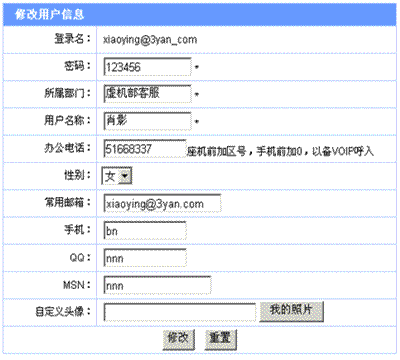 修改用户信息
登录名： xiaoying@3yan_com
密码： 123456 *
所属部门： 虚机部客服 *
用户名称： 肖影 *
办公电话： 51668337 座机前加区号，手机前加0，以备VOIP呼入
性别： 女
常用邮箱： xiaoying@3yan.com
手机： bn
QQ： nnn
MSN： nnn
自定义头像： 我的照片
修改 重置